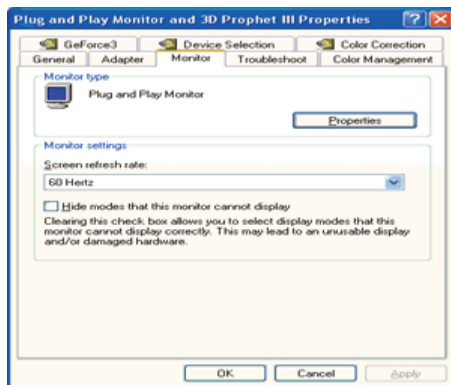 Plug and Play Monitor and 3D Prophet III Properties
GeForce3 Device Selection Color Correction
General Adapter Monitor Troubleshoot Color Management
Monitor type
Plug and Play Monitor
Properties
Monitor settings
Screen refresh rate:
60 Hertz
Hide modes that this monitor cannot display
Clearing this check box allows you to select display modes that this
monitor cannot display correctly. This may lead to an unusable display
and/or damaged hardware.
OK Cancel Apply